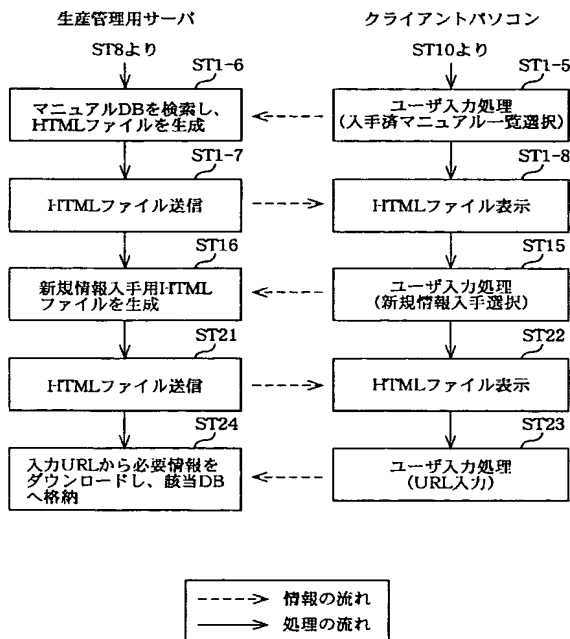 生産管理用サーバ
クライアントパソコン
ST8より
ST10より
ST1-6
ST1-5
マニュアルDBを検索し、
HTMLファイルを生成
ユーザ入力処理
(入手済マニュアル一覧選択)
ST1-7
ST1-8
HTMLファイル送信
HTMLファイル表示
ST16
ST15
新規情報入手用HTML
ファイルを生成
ユーザ入力処理
(新規情報入手選択)
ST21
ST22
HTMLファイル送信
HTMLファイル表示
ST24
ST23
入力URLから必要情報を
ダウンロードし、該当DB
へ格納
ユーザ入力処理
(URL入力)
情報の流れ
処理の流れ